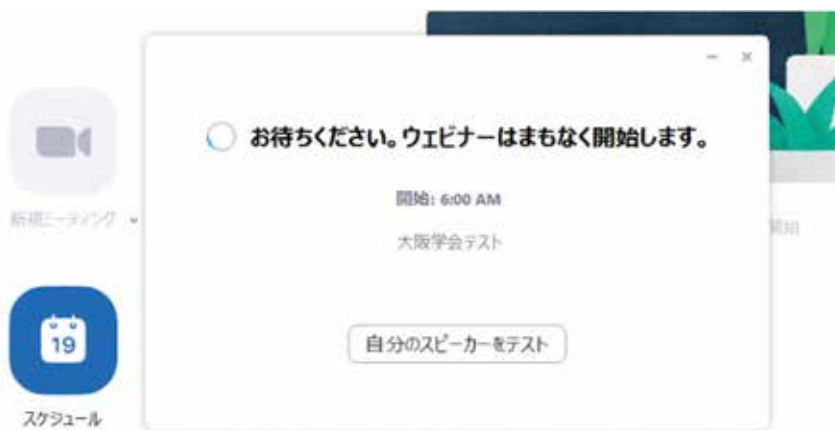 お待ちください。ウェビナーはまもなく開始します。
開始: 6:00 AM
大阪学会テスト
新規ミーティング
開始
自分のスピーカーをテスト
19
スケジュール